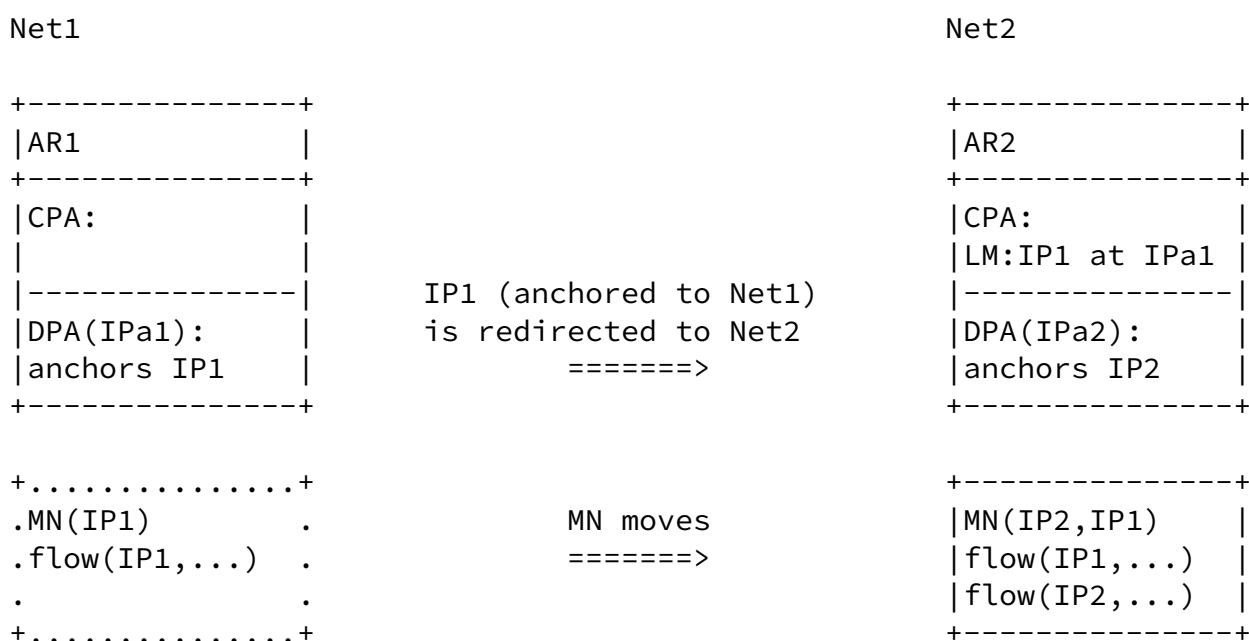 Net1                                                Net2

+---------------+                                   +---------------+
|AR1            |                                   |AR2            |
+---------------+                                   +---------------+
|CPA:           |                                   |CPA:           |
|               |                                   |LM:IP1 at IPa1 |
|---------------|      IP1 (anchored to Net1)       |---------------|
|DPA(IPa1):     |      is redirected to Net2        |DPA(IPa2):     |
|anchors IP1    |              =======>             |anchors IP2    |
+---------------+                                   +---------------+

+...............+                                   +---------------+
.MN(IP1)        .              MN moves             |MN(IP2,IP1)    |
.flow(IP1,...)  .              =======>             |flow(IP1,...)  |
.               .                                   |flow(IP2,...)  |
+...............+                                   +---------------+